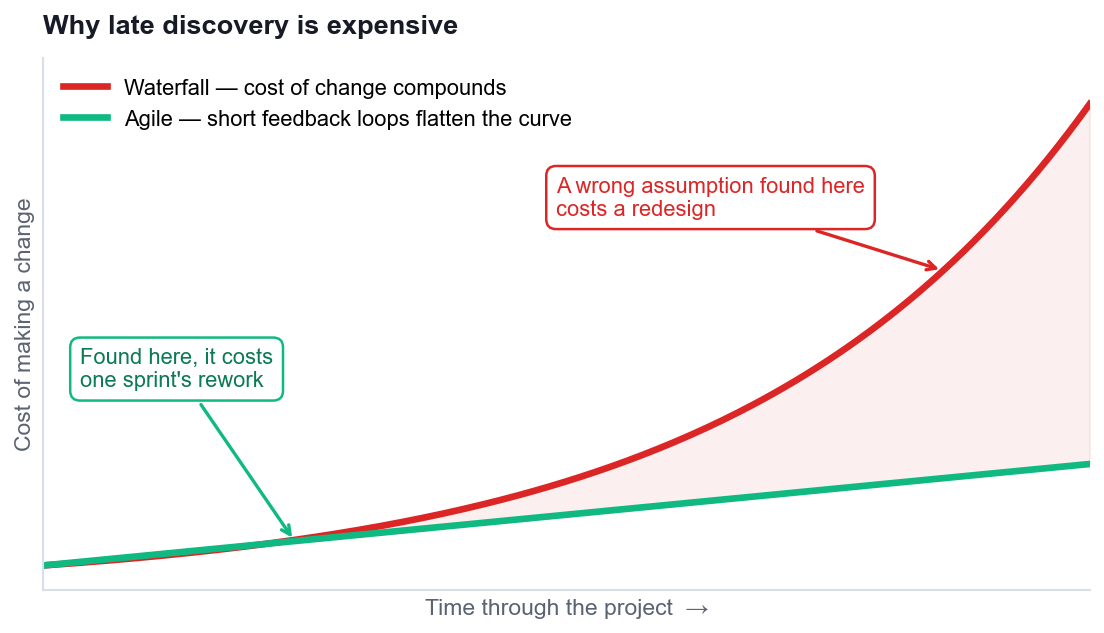 Why late discovery is expensive
Waterfall — cost of change compounds
Agile — short feedback loops flatten the curve
A wrong assumption found here
costs a redesign
Found here, it costs
one sprint's rework
Cost of making a change
Time through the project →